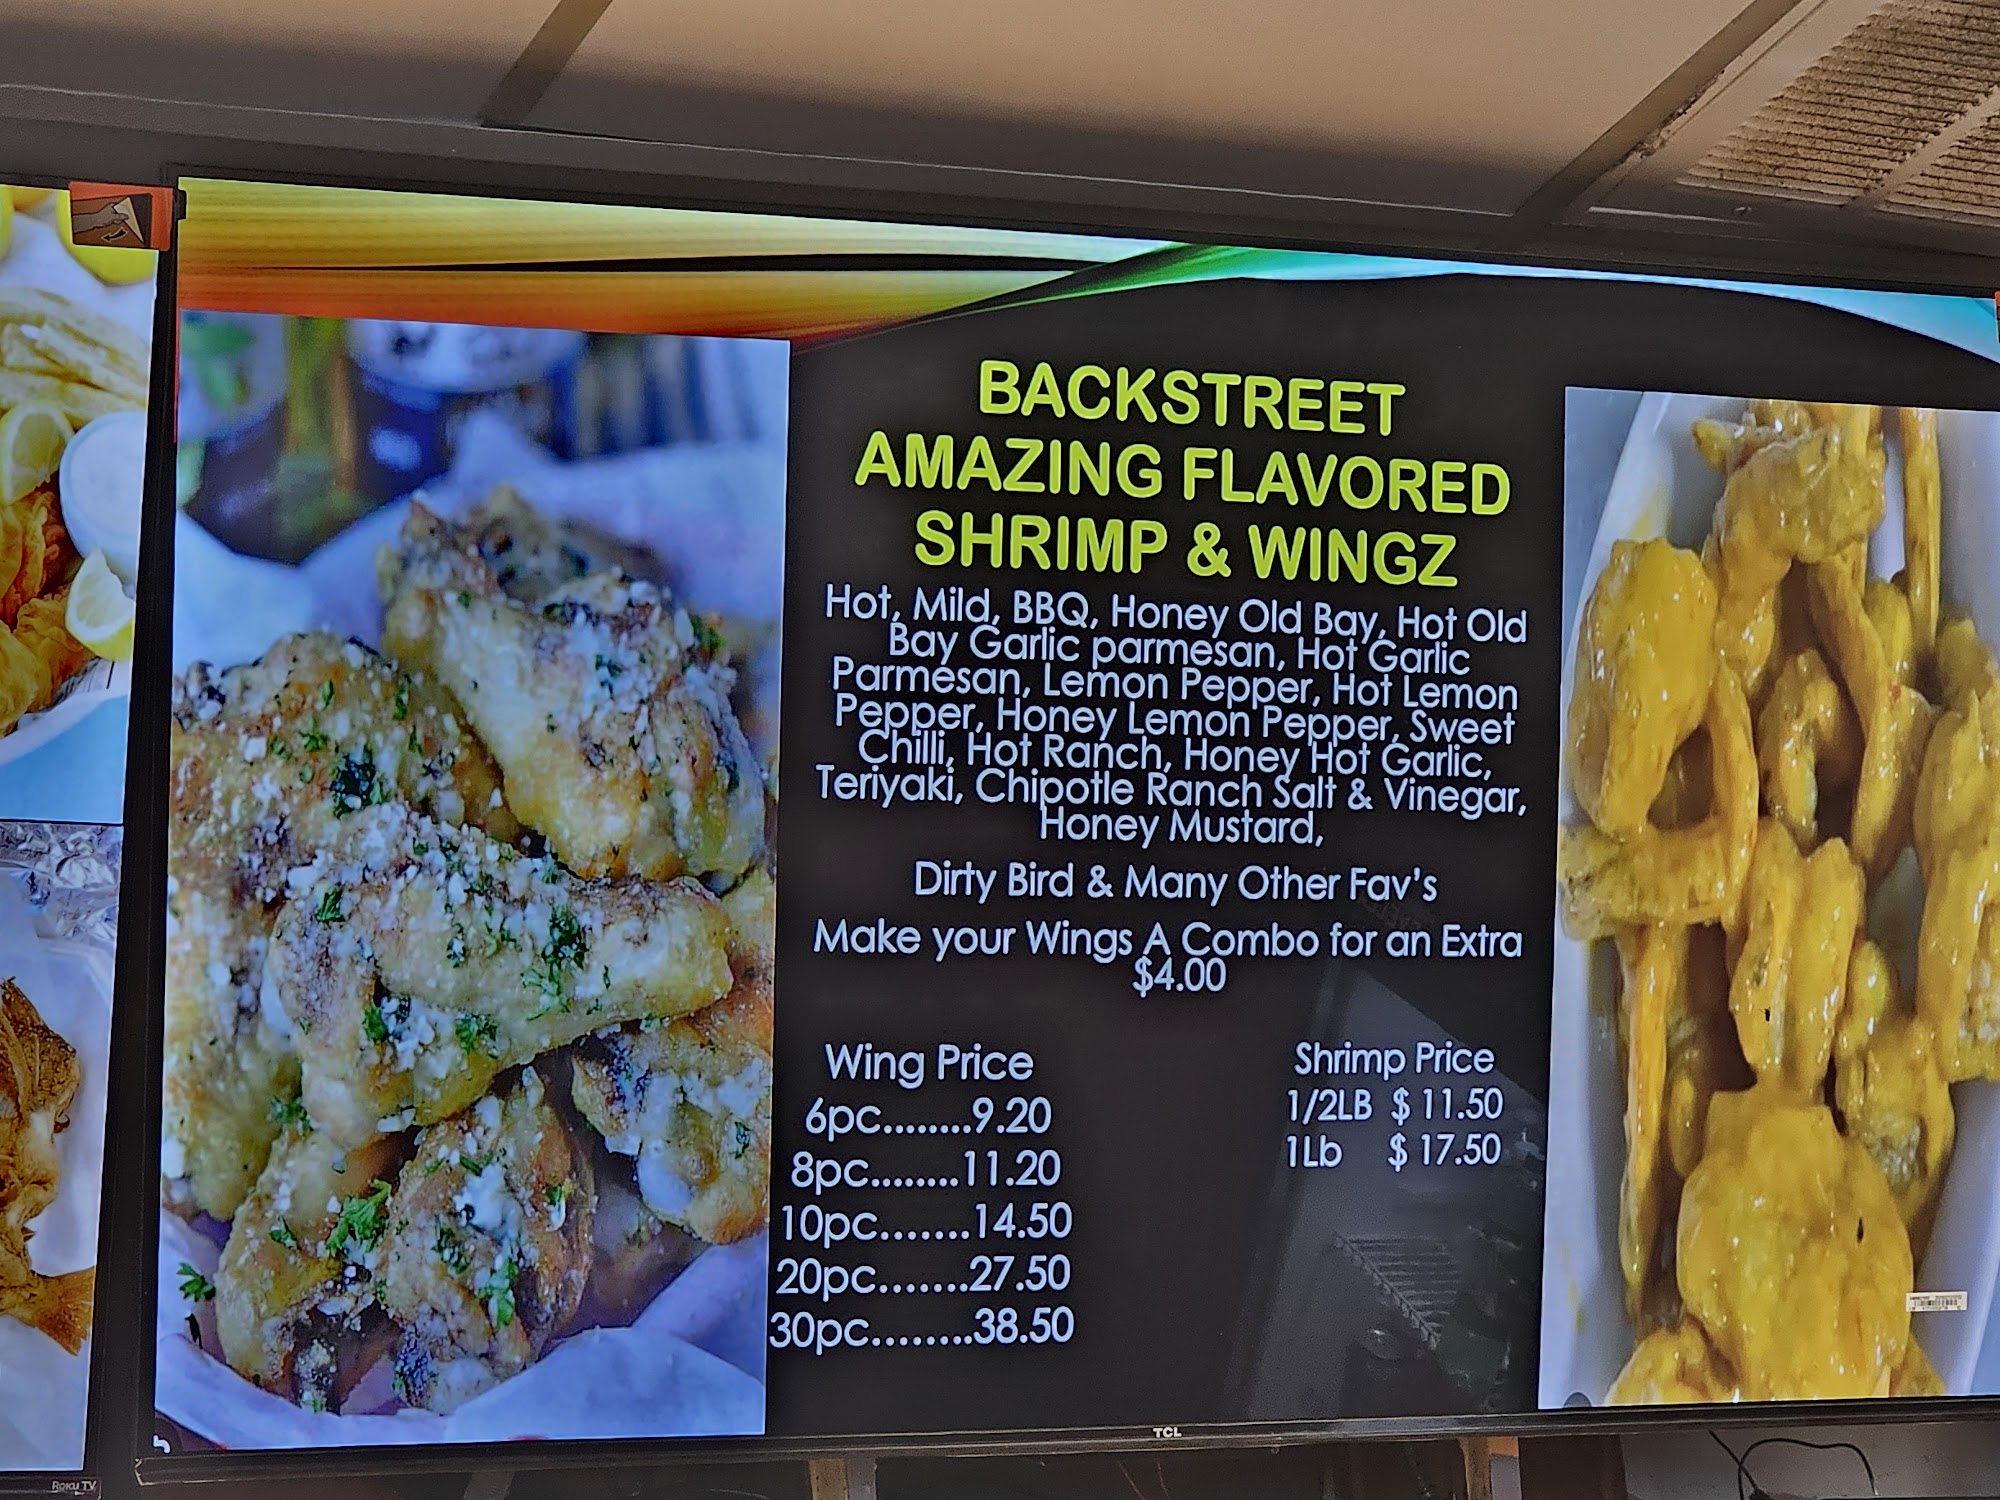 BACKSTREET
AMAZING FLAVORED
SHRIMP & WINGZ
Hot, Mild, BBQ, Honey Old Bay, Hot Old
Bay Garlic parmesan, Hot Garlic
Parmesan, Lemon Pepper, Hot Lemon
Pepper, Honey Lemon Pepper, Sweet
Chilli, Hot Ranch, Honey Hot Garlic,
Teriyaki, Chipotle Ranch Salt & Vinegar,
Honey Mustard,
Dirty Bird & Many Other Fav's
Make your Wings A Combo for an Extra
$4.00
Wing Price
6pc........9.20
8pc........11.20
10pc.......14.50
20pc.......27.50
30pc........38.50
Shrimp Price
1/2LB $ 11.50
1Lb $ 17.50
TCL
Roku TV